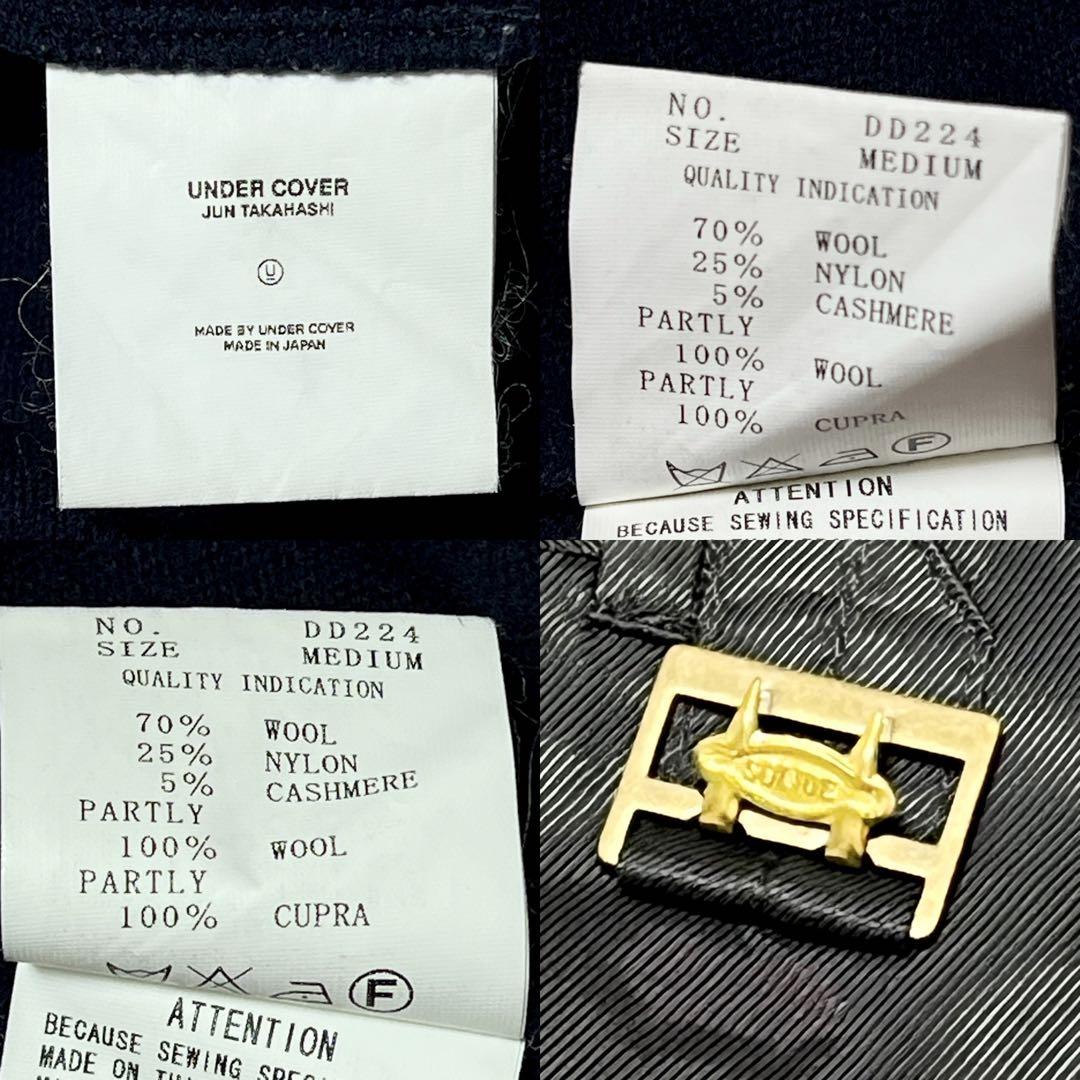 UNDER COVER
JUN TAKAHASHI
U
MADE BY UNDER COVER
MADE IN JAPAN
NO. DD224
SIZE MEDIUM
QUALITY INDICATION
70% WOOL
25% NYLON
5% CASHMERE
PARTLY
100% WOOL
PARTLY
100% CUPRA
F
ATTENTION
BECAUSE SEWING SPECIFICATION
NO. DD224
SIZE MEDIUM
QUALITY INDICATION
70% WOOL
25% NYLON
5% CASHMERE
PARTLY
100% WOOL
PARTLY
100% CUPRA
F
ATTENTION
BECAUSE SEWING
MADE ON